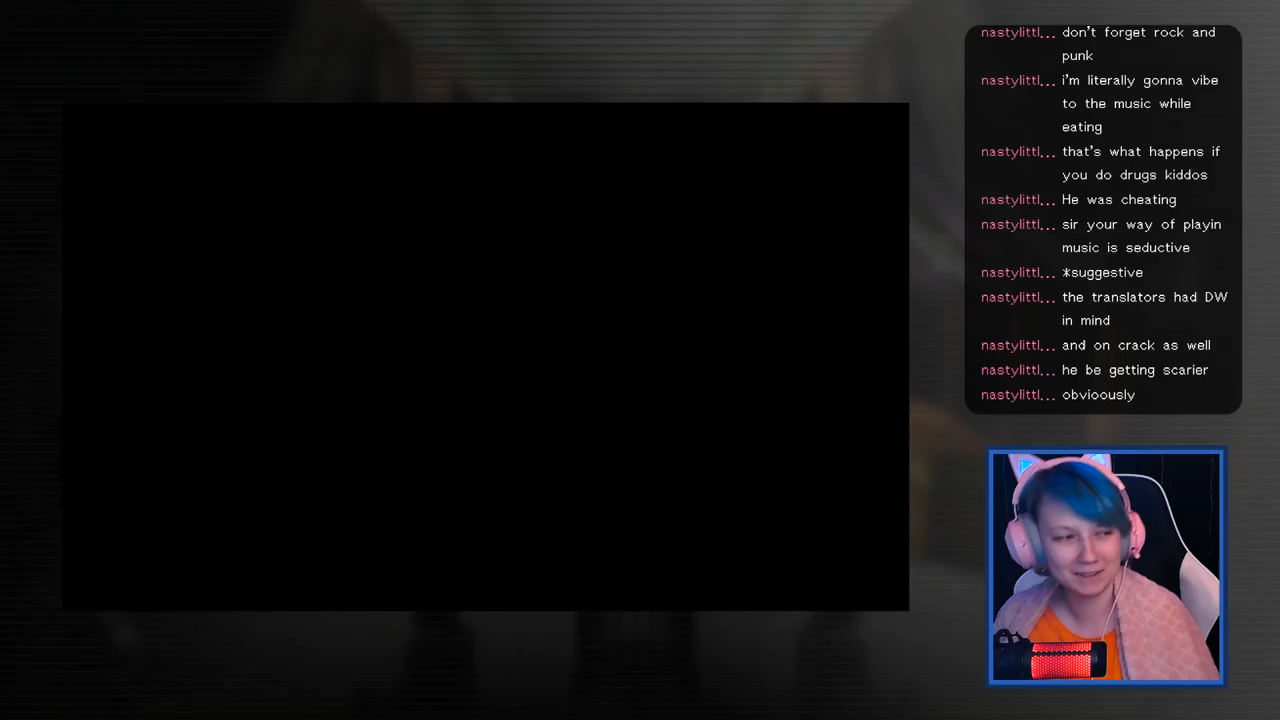 nastylittl... don't forget rock and
punk
nastylittl... i'm literally gonna vibe
to the music while
eating
nastylittl... that's what happens if
you do drugs kiddos
nastylittl... He was cheating
nastylittl... sir your way of playin
music is seductive
nastylittl... *suggestive
nastylittl... the translators had DW
in mind
nastylittl... and on crack as well
nastylittl... he be getting scarier
nastylittl... obvioously